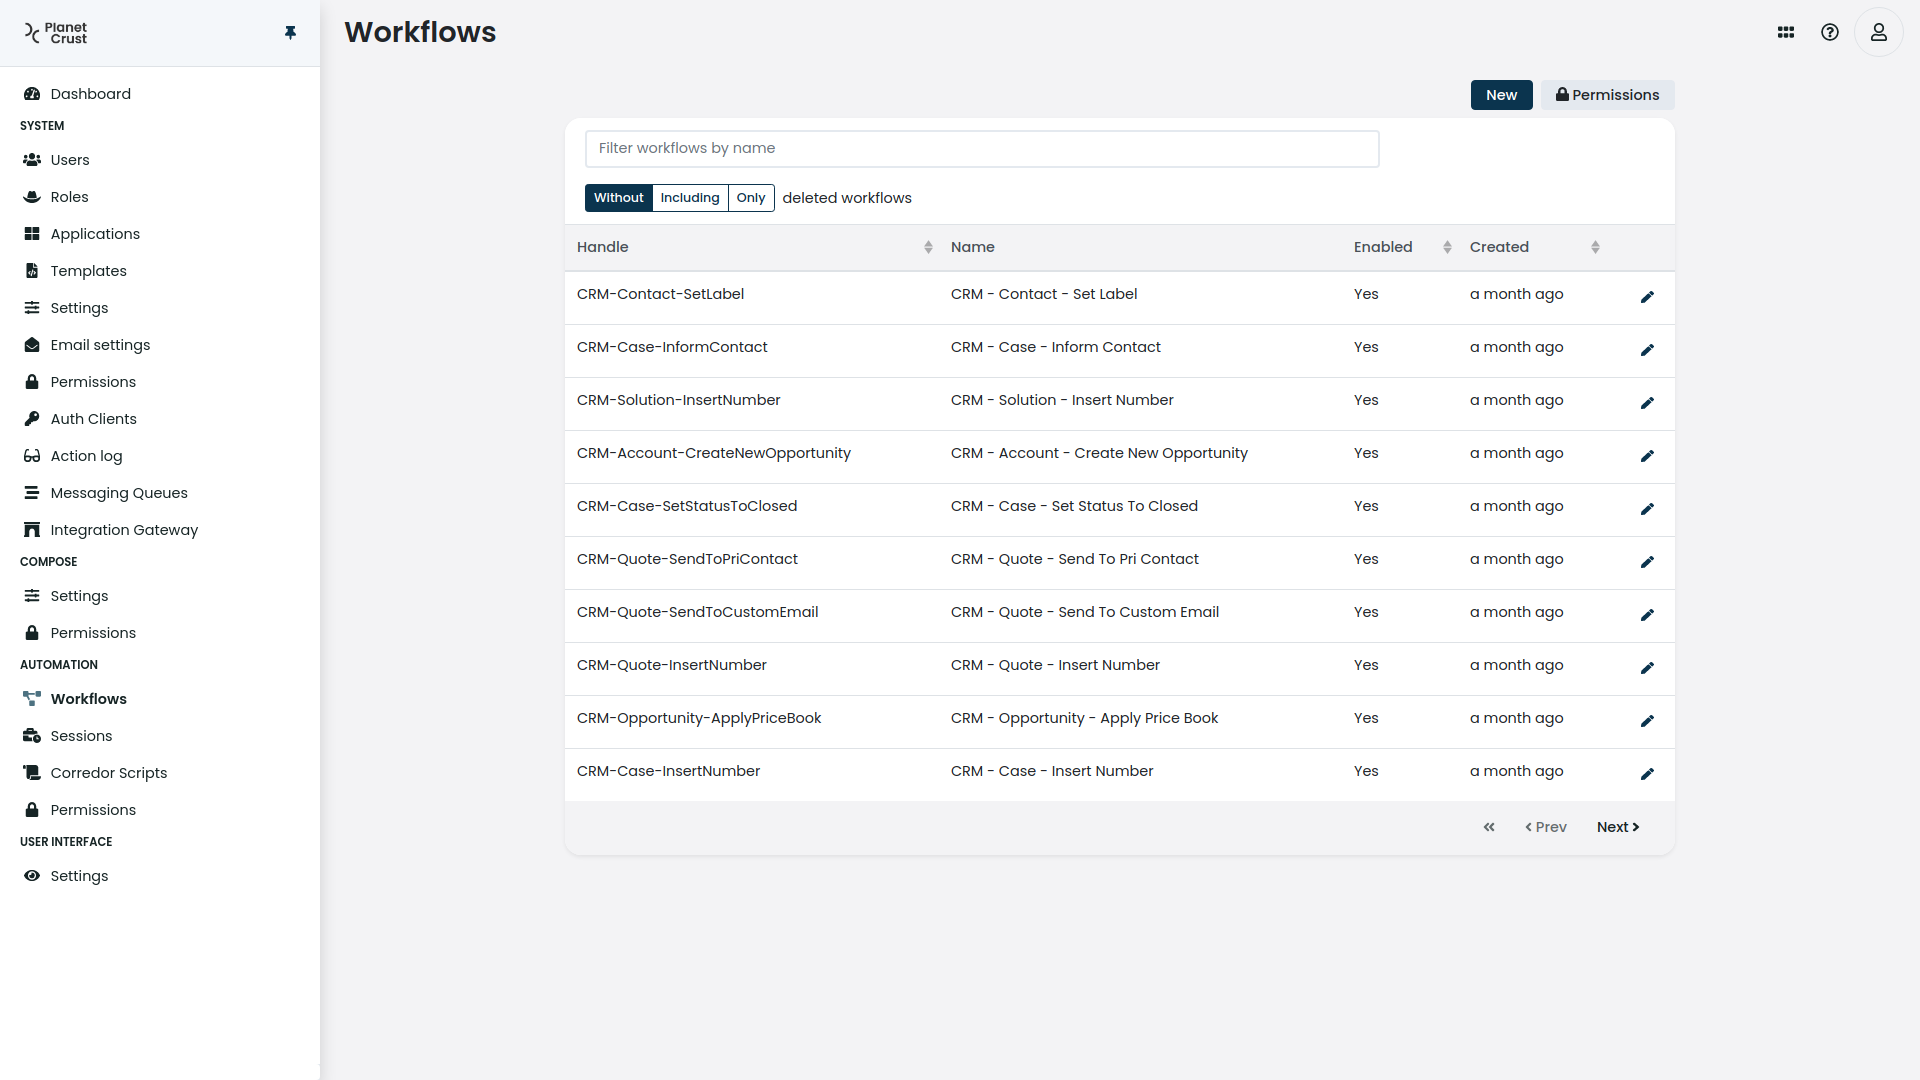 Planet
Crust
Workflows
Dashboard
SYSTEM
Users
Roles
Applications
Templates
Settings
Email settings
Permissions
Auth Clients
Action log
Messaging Queues
Integration Gateway
COMPOSE
Settings
Permissions
AUTOMATION
Workflows
Sessions
Corredor Scripts
Permissions
USER INTERFACE
Settings
New Permissions
Filter workflows by name
Without Including Only deleted workflows
Handle Name Enabled Created
CRM-Contact-SetLabel CRM - Contact - Set Label Yes a month ago
CRM-Case-InformContact CRM - Case - Inform Contact Yes a month ago
CRM-Solution-InsertNumber CRM - Solution - Insert Number Yes a month ago
CRM-Account-CreateNewOpportunity CRM - Account - Create New Opportunity Yes a month ago
CRM-Case-SetStatusToClosed CRM - Case - Set Status To Closed Yes a month ago
CRM-Quote-SendToPriContact CRM - Quote - Send To Pri Contact Yes a month ago
CRM-Quote-SendToCustomEmail CRM - Quote - Send To Custom Email Yes a month ago
CRM-Quote-InsertNumber CRM - Quote - Insert Number Yes a month ago
CRM-Opportunity-ApplyPriceBook CRM - Opportunity - Apply Price Book Yes a month ago
CRM-Case-InsertNumber CRM - Case - Insert Number Yes a month ago
Prev Next